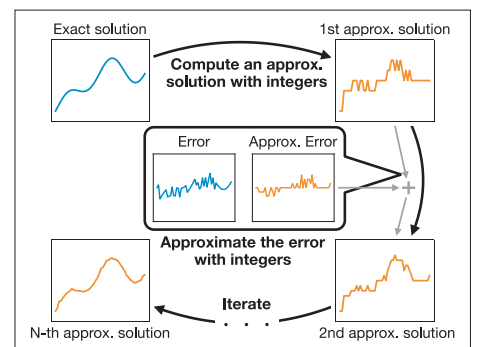 Exact solution
1st approx. solution
Compute an approx.
solution with integers
Error
Approx. Error
+
Approximate the error
with integers
Iterate
. . .
N-th approx. solution
2nd approx. solution